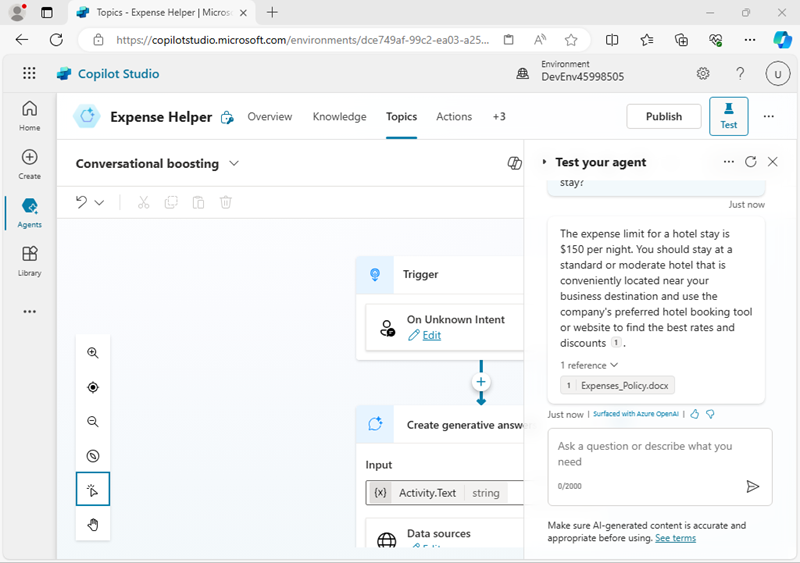 Topics - Expense Helper | Micros
https://copilotstudio.microsoft.com/environments/dce749af-99c2-ea03-a25...
Copilot Studio
Environment
DevEnv45998505
U
Home
Create
Agents
Library
Expense Helper
Overview
Knowledge
Topics
Actions
+3
Publish
Test
Conversational boosting
Trigger
On Unknown Intent
Edit
Create generative answe
Input
{x} Activity.Text string
Data sources
Edit
Test your agent
stay?
Just now
The expense limit for a hotel stay is
$150 per night. You should stay at a
standard or moderate hotel that is
conveniently located near your
business destination and use the
company's preferred hotel booking tool
or website to find the best rates and
discounts 1 .
1 reference
1 Expenses_Policy.docx
Just now | Surfaced with Azure OpenAI |
Ask a question or describe what you
need
0/2000
Make sure AI-generated content is accurate and
appropriate before using. See terms